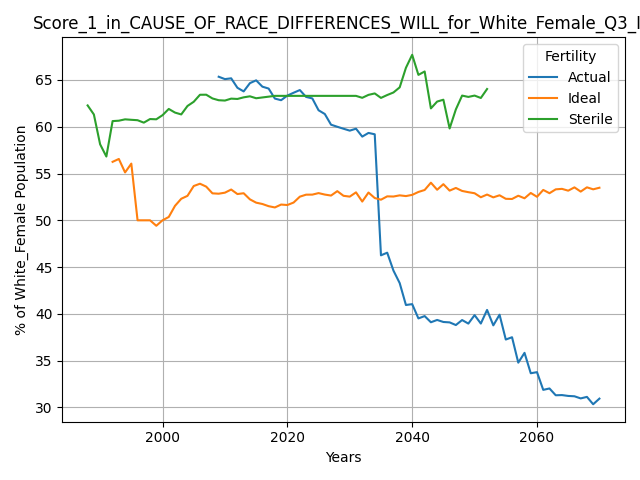 Score_1_in_CAUSE_OF_RACE_DIFFERENCES_WILL_for_White_Female_Q3_I
Fertility
Actual
Ideal
Sterile
% of White_Female Population
65
60
55
50
45
40
35
30
2000
2020
2040
2060
Years